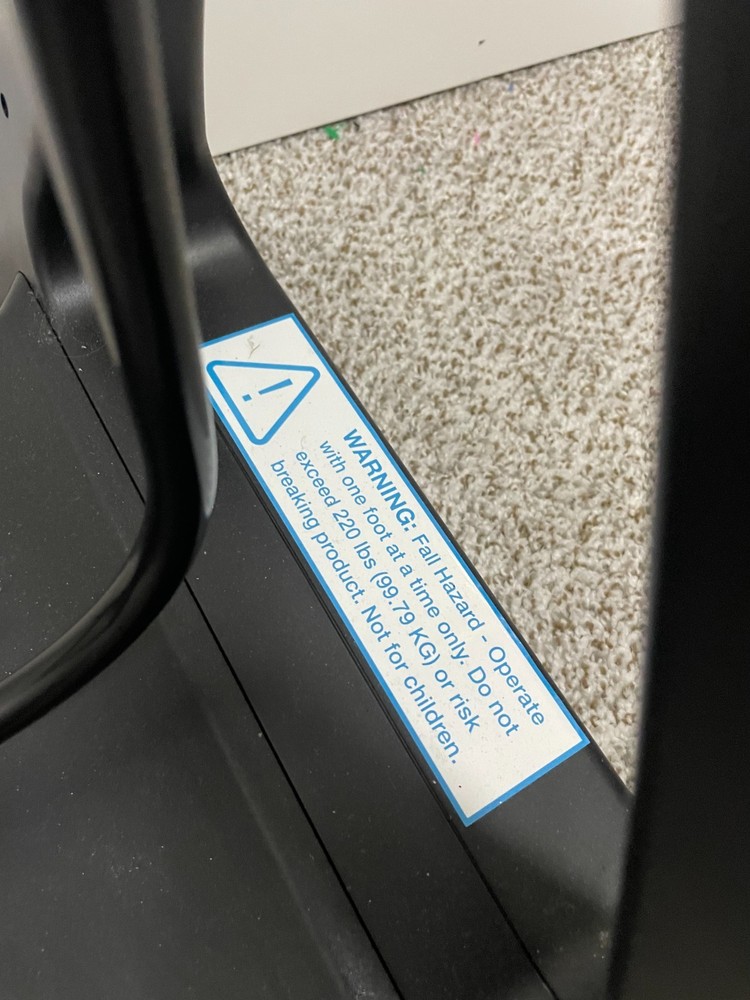 WARNING: Fall Hazard - Operate
with one foot at a time only. Do not
exceed 220 lbs (99.79 KG) or risk
breaking product. Not for children.